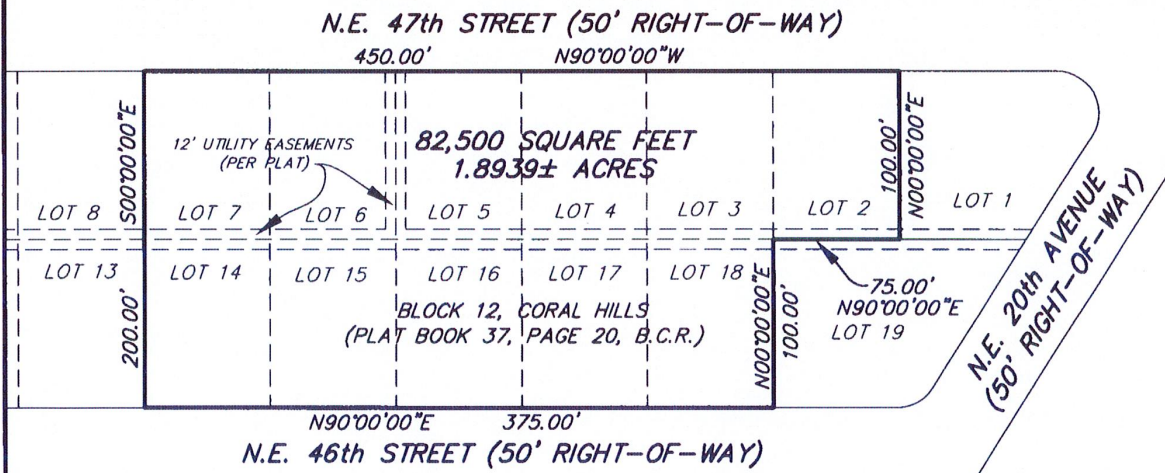 N.E. 47th STREET (50' RIGHT-OF-WAY)
450.00' N90°00'00"W
S00°00'00"E
12' UTILITY EASEMENTS
(PER PLAT)
82,500 SQUARE FEET
1.8939± ACRES
100.00'
N00°00'00"E
LOT 8
LOT 7
LOT 6
LOT 5
LOT 4
LOT 3
LOT 2
LOT 1
LOT 13
LOT 14
LOT 15
LOT 16
LOT 17
LOT 18
75.00'
N90°00'00"E
LOT 19
200.00'
BLOCK 12, CORAL HILLS
(PLAT BOOK 37, PAGE 20, B.C.R.)
N00°00'00"E
100.00'
N.E. 20th AVENUE
(50' RIGHT-OF-WAY)
N90°00'00"E 375.00'
N.E. 46th STREET (50' RIGHT-OF-WAY)